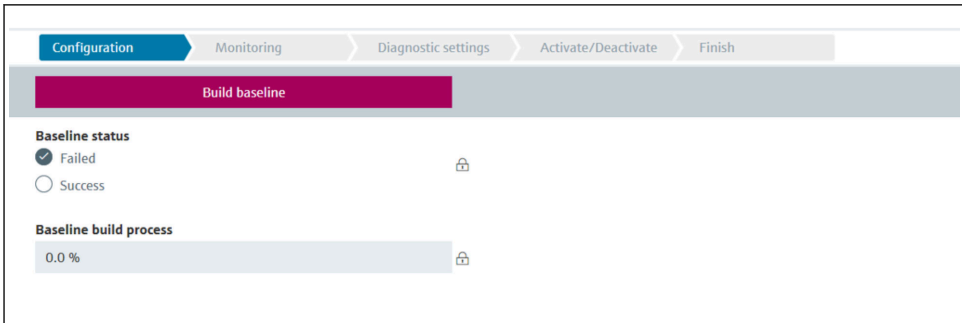 Configuration
Monitoring
Diagnostic settings
Activate/Deactivate
Finish
Build baseline
Baseline status
Failed
Success
Baseline build process
0.0 %